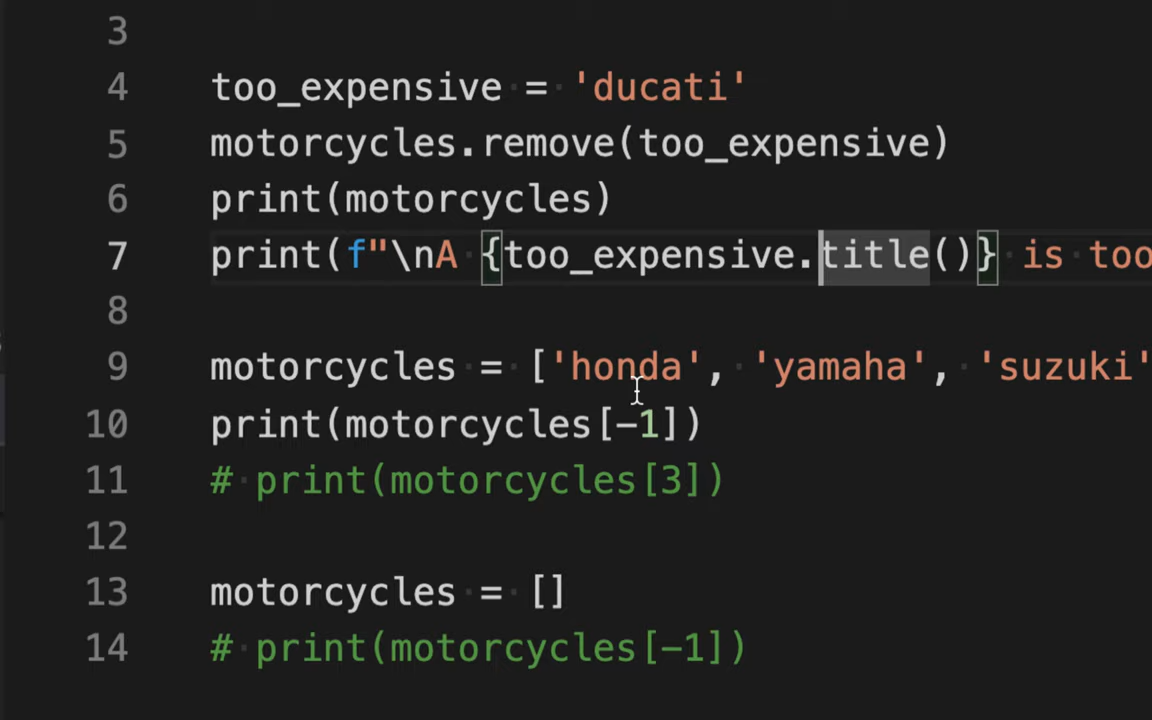 3
4 too_expensive = 'ducati'
5 motorcycles.remove(too_expensive)
6 print(motorcycles)
7 print(f"\nA {too_expensive.title()} is too
8
9 motorcycles = ['honda', 'yamaha', 'suzuki'
10 print(motorcycles[-1])
11 # print(motorcycles[3])
12
13 motorcycles = []
14 # print(motorcycles[-1])